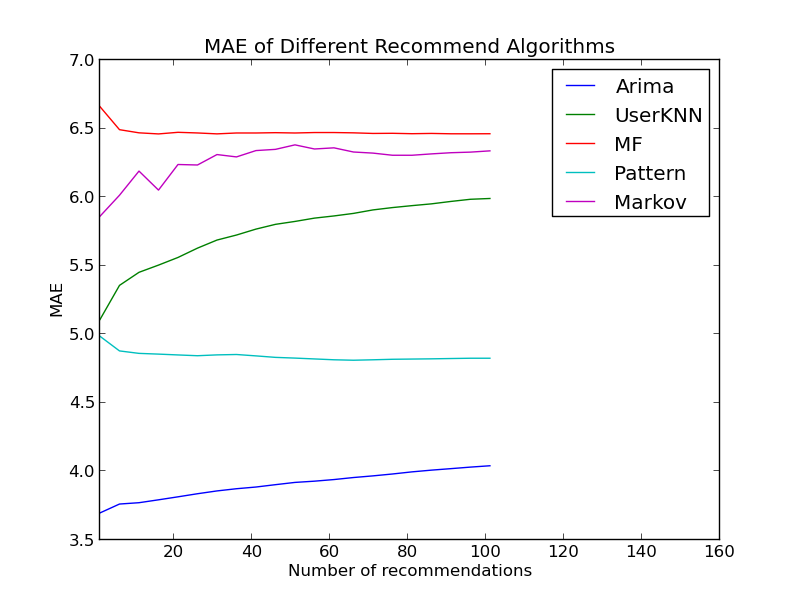 MAE of Different Recommend Algorithms
7.0
6.5
6.0
5.5
5.0
4.5
4.0
3.5
MAE
Arima
UserKNN
MF
Pattern
Markov
20 40 60 80 100 120 140 160
Number of recommendations